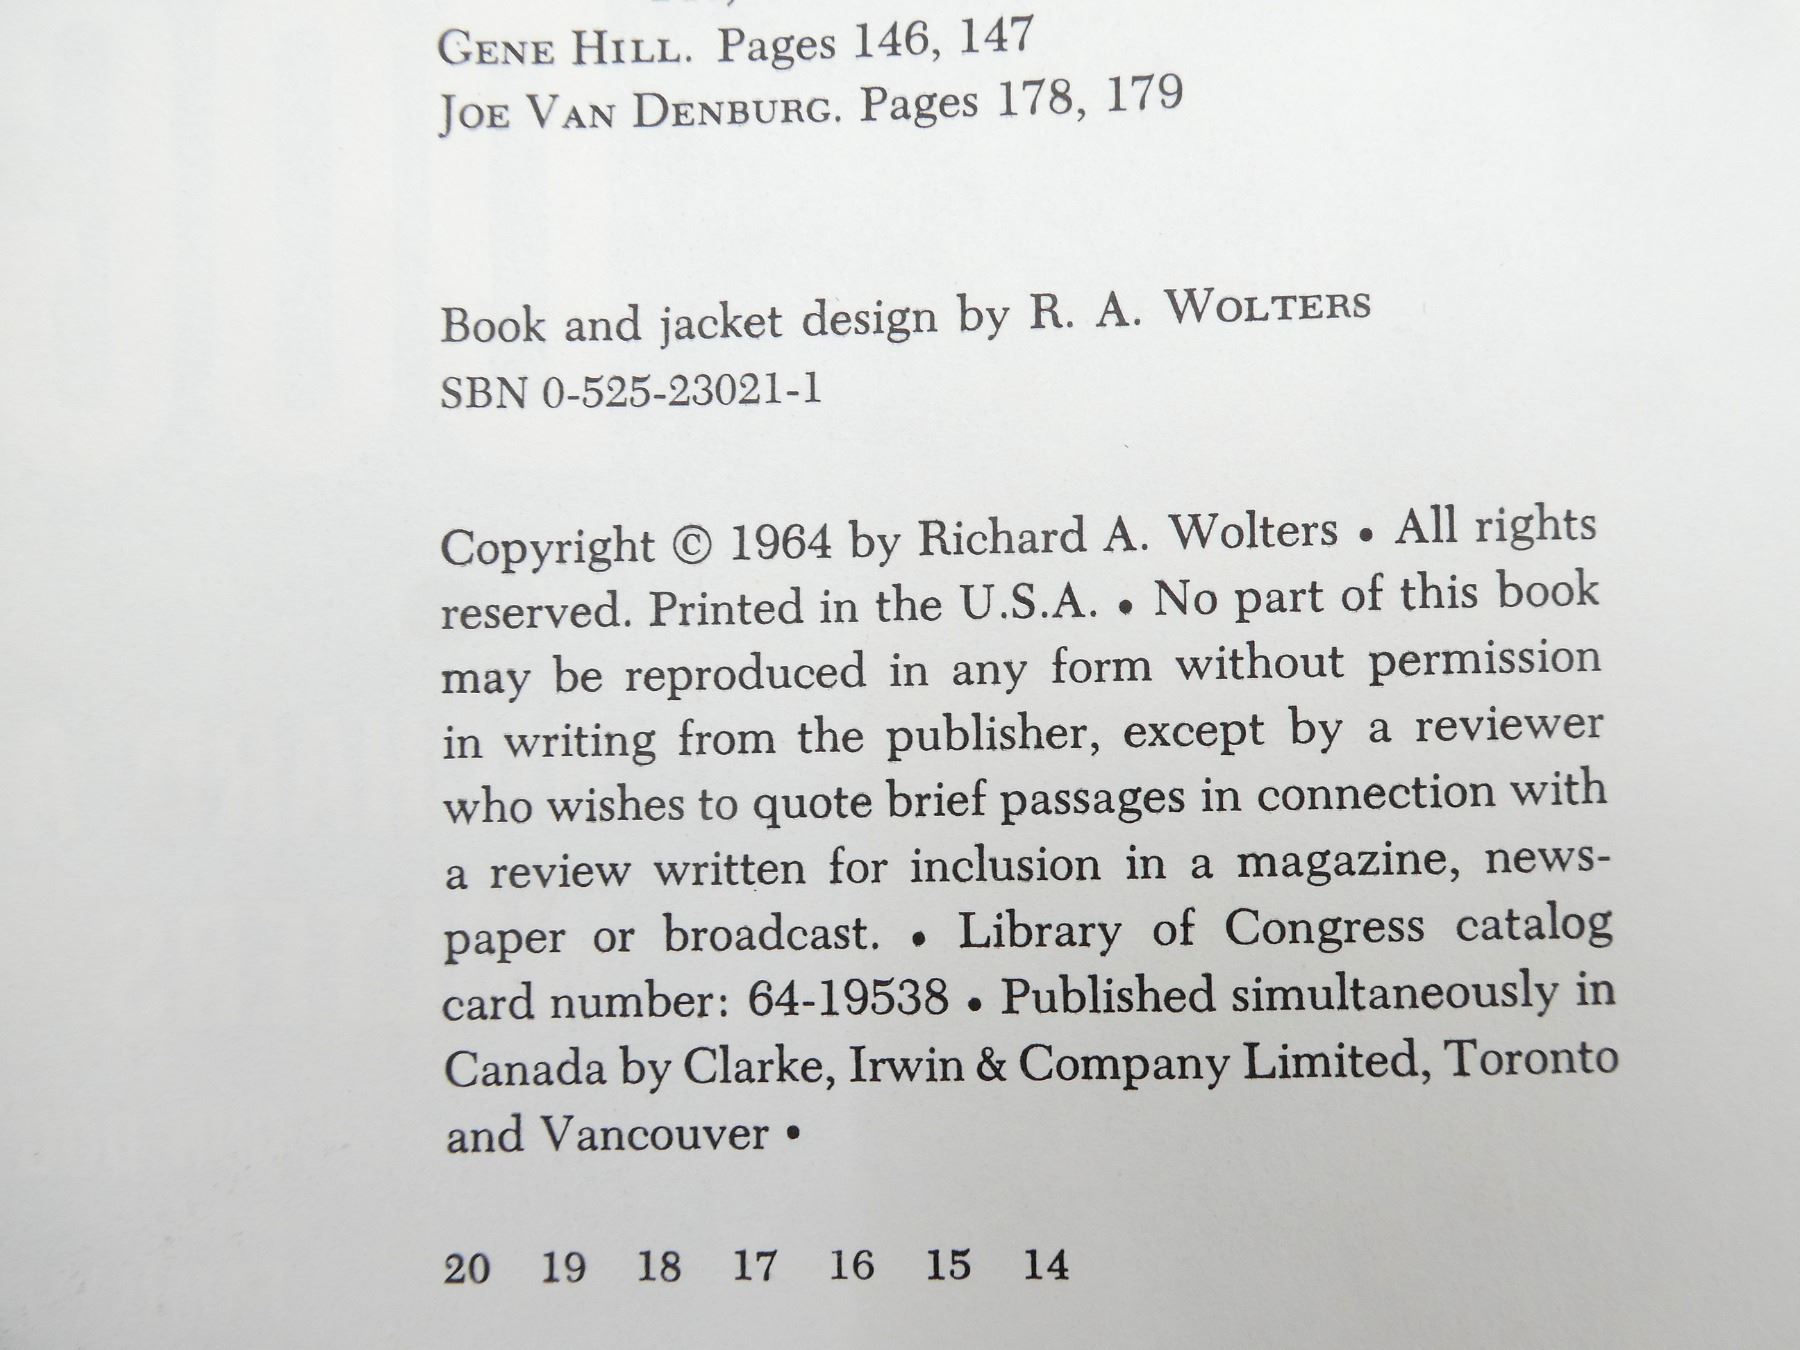 GENE HILL. Pages 146, 147
JOE VAN DENBURG. Pages 178, 179
Book and jacket design by R. A. WOLTERS
SBN 0-525-23021-1
Copyright © 1964 by Richard A. Wolters • All rights
reserved. Printed in the U.S.A. • No part of this book
may be reproduced in any form without permission
in writing from the publisher, except by a reviewer
who wishes to quote brief passages in connection with
a review written for inclusion in a magazine, news-
paper or broadcast. • Library of Congress catalog
card number: 64-19538 • Published simultaneously in
Canada by Clarke, Irwin & Company Limited, Toronto
and Vancouver •
20 19 18 17 16 15 14